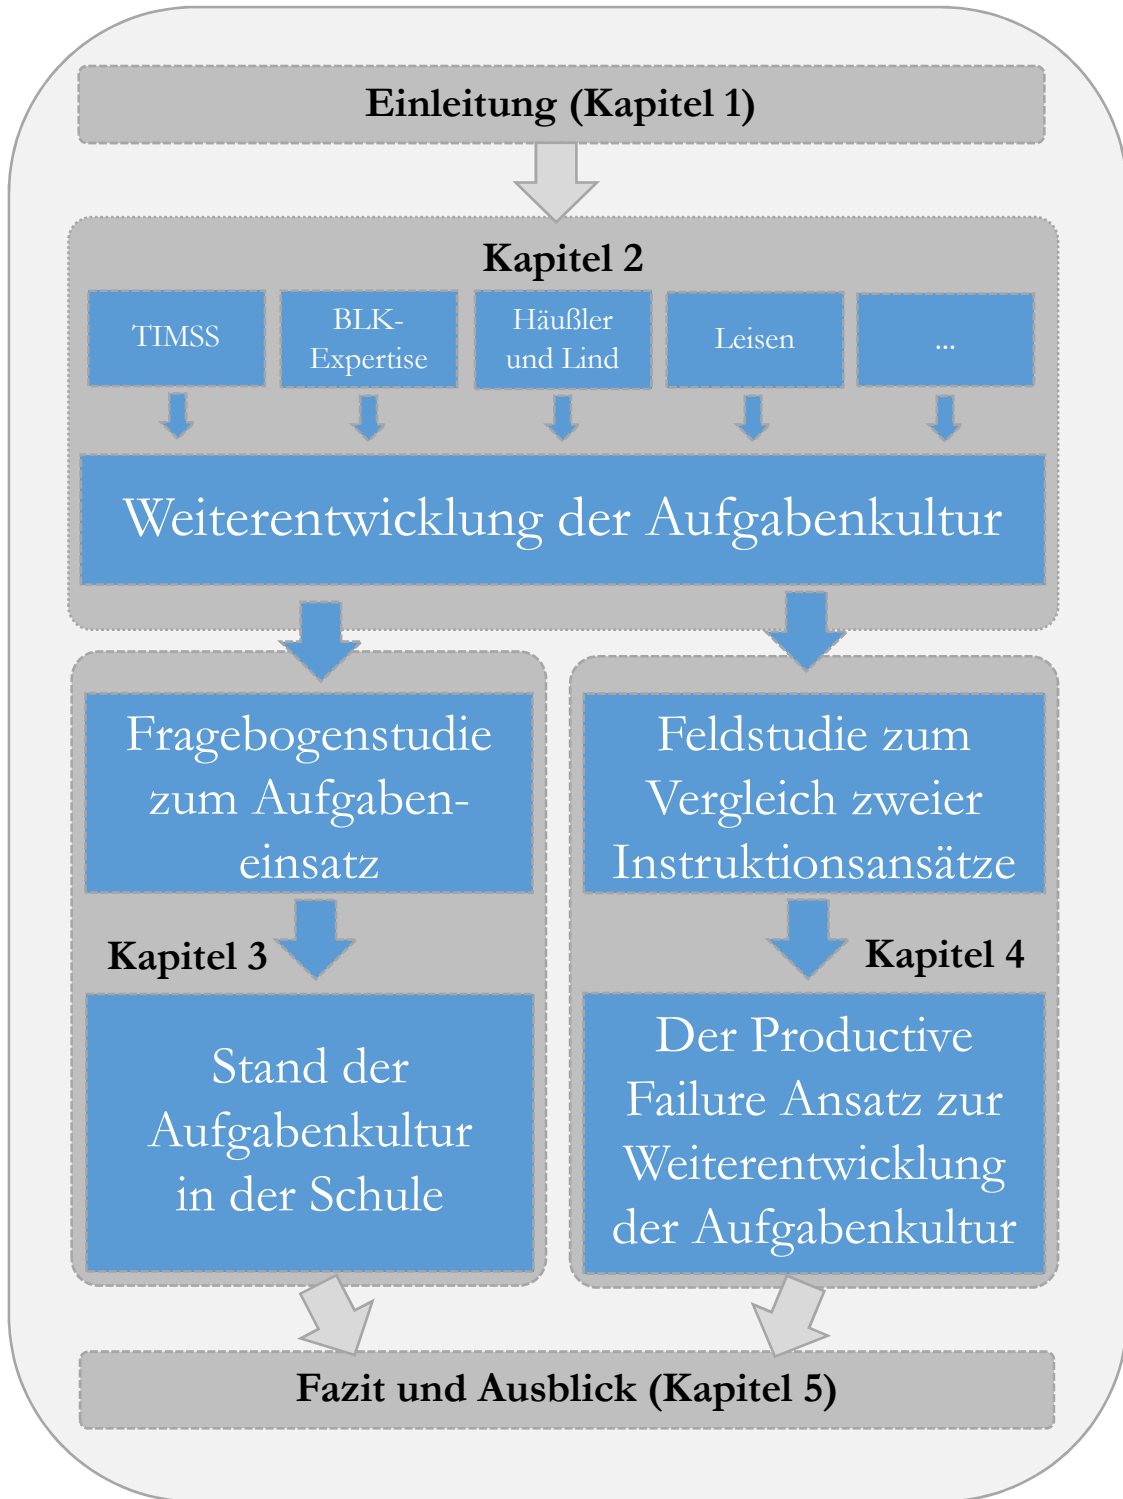 Einleitung (Kapitel 1)
Kapitel 2
TIMSS
BLK-
Expertise
Häußler
und Lind
Leisen
...
Weiterentwicklung der Aufgabenkultur
Fragebogenstudie
zum Aufgaben-
einsatz
Kapitel 3
Stand der
Aufgabenkultur
in der Schule
Feldstudie zum
Vergleich zweier
Instruktionsansätze
Kapitel 4
Der Productive
Failure Ansatz zur
Weiterentwicklung
der Aufgabenkultur
Fazit und Ausblick (Kapitel 5)